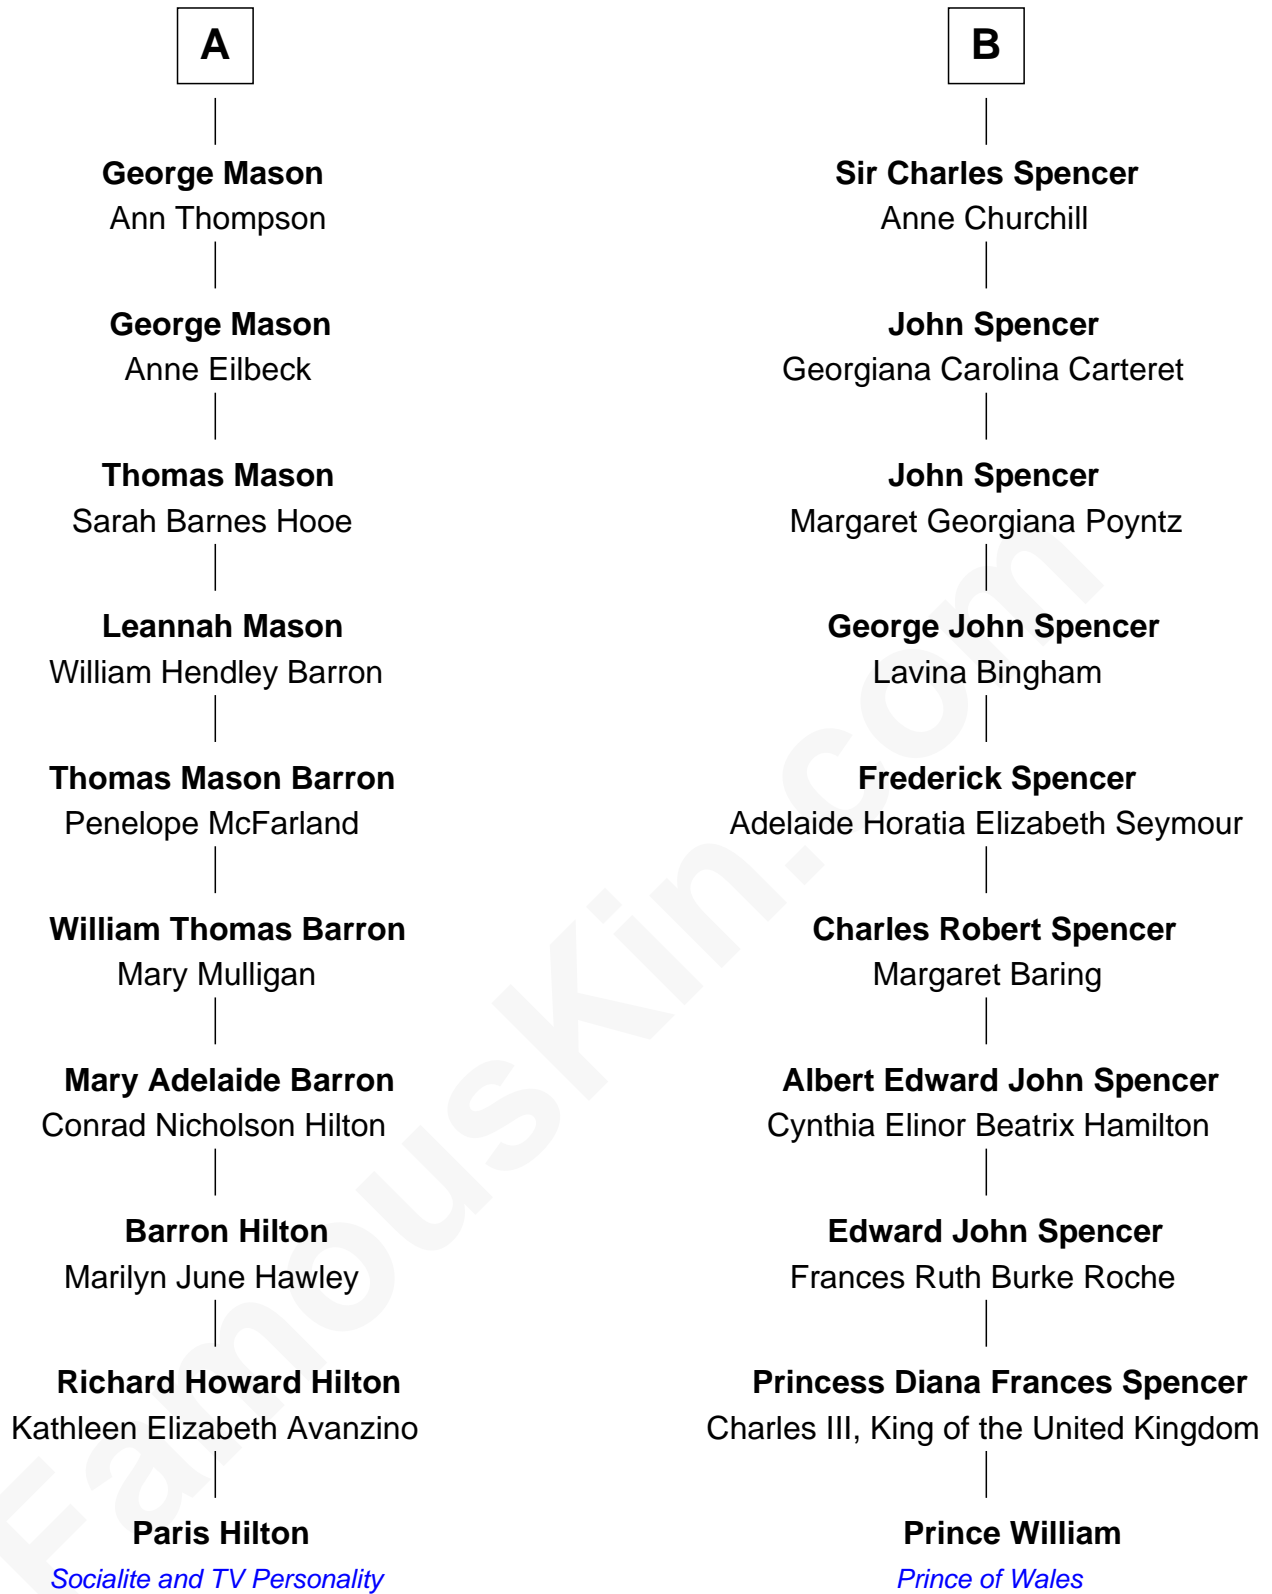 A
George Mason
Ann Thompson
George Mason
Anne Eilbeck
Thomas Mason
Sarah Barnes Hooe
Leannah Mason
William Hendley Barron
Thomas Mason Barron
Penelope McFarland
William Thomas Barron
Mary Mulligan
Mary Adelaide Barron
Conrad Nicholson Hilton
Barron Hilton
Marilyn June Hawley
Richard Howard Hilton
Kathleen Elizabeth Avanzino
Paris Hilton
Socialite and TV Personality
B
Sir Charles Spencer
Anne Churchill
John Spencer
Georgiana Carolina Carteret
John Spencer
Margaret Georgiana Poyntz
George John Spencer
Lavina Bingham
Frederick Spencer
Adelaide Horatia Elizabeth Seymour
Charles Robert Spencer
Margaret Baring
Albert Edward John Spencer
Cynthia Elinor Beatrix Hamilton
Edward John Spencer
Frances Ruth Burke Roche
Princess Diana Frances Spencer
Charles III, King of the United Kingdom
Prince William
Prince of Wales
FamousKin.com